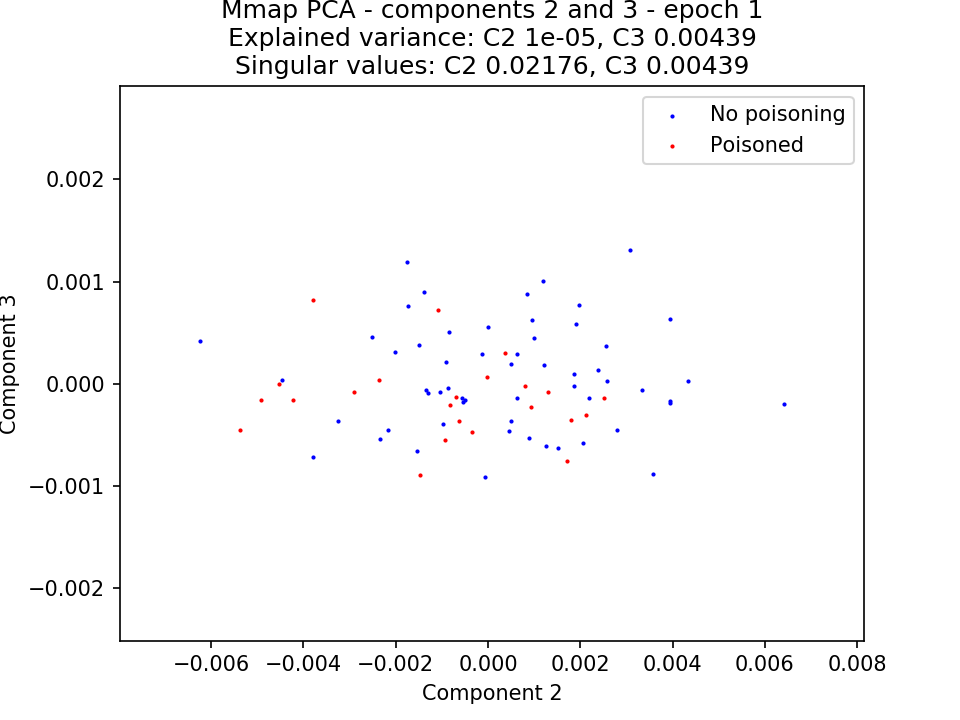 Mmap PCA - components 2 and 3 - epoch 1
Explained variance: C2 1e-05, C3 0.00439
Singular values: C2 0.02176, C3 0.00439
No poisoning
Poisoned
0.002
0.001
0.000
−0.001
−0.002
Component 3
−0.006 −0.004 −0.002 0.000 0.002 0.004 0.006 0.008
Component 2